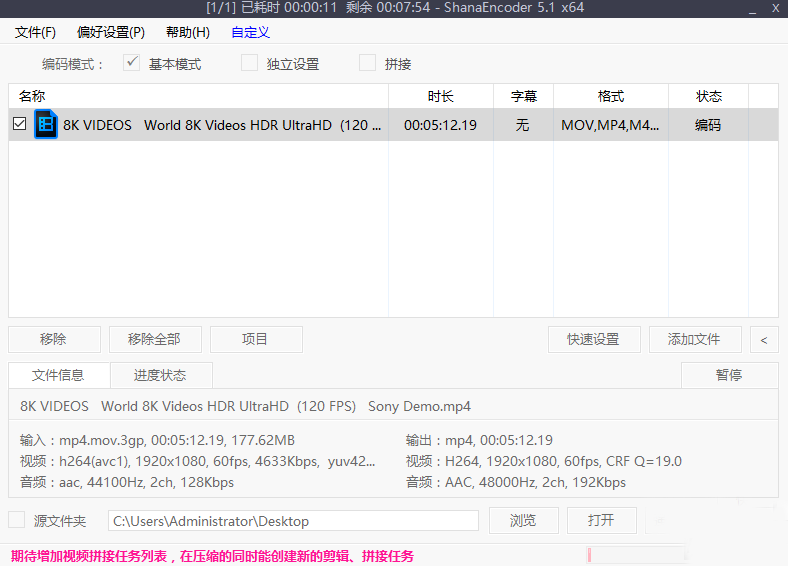 [1/1] 已耗时 00:00:11 剩余 00:07:54 - ShanaEncoder 5.1 x64 _ X
文件(F) 偏好设置(P) 帮助(H) 自定义
编码模式： 基本模式 独立设置 拼接
名称 时长 字幕 格式 状态
8K VIDEOS World 8K Videos HDR UltraHD (120 ... 00:05:12.19 无 MOV,MP4,M4... 编码
移除 移除全部 项目 快速设置 添加文件 <
文件信息 进度状态 暂停
8K VIDEOS World 8K Videos HDR UltraHD (120 FPS) Sony Demo.mp4
输入：mp4.mov.3gp, 00:05:12.19, 177.62MB 输出：mp4, 00:05:12.19
视频：h264(avc1), 1920x1080, 60fps, 4633Kbps, yuv42... 视频：H264, 1920x1080, 60fps, CRF Q=19.0
音频：aac, 44100Hz, 2ch, 128Kbps 音频：AAC, 48000Hz, 2ch, 192Kbps
源文件夹 C:\Users\Administrator\Desktop 浏览 打开
期待增加视频拼接任务列表，在压缩的同时能创建新的剪辑、拼接任务